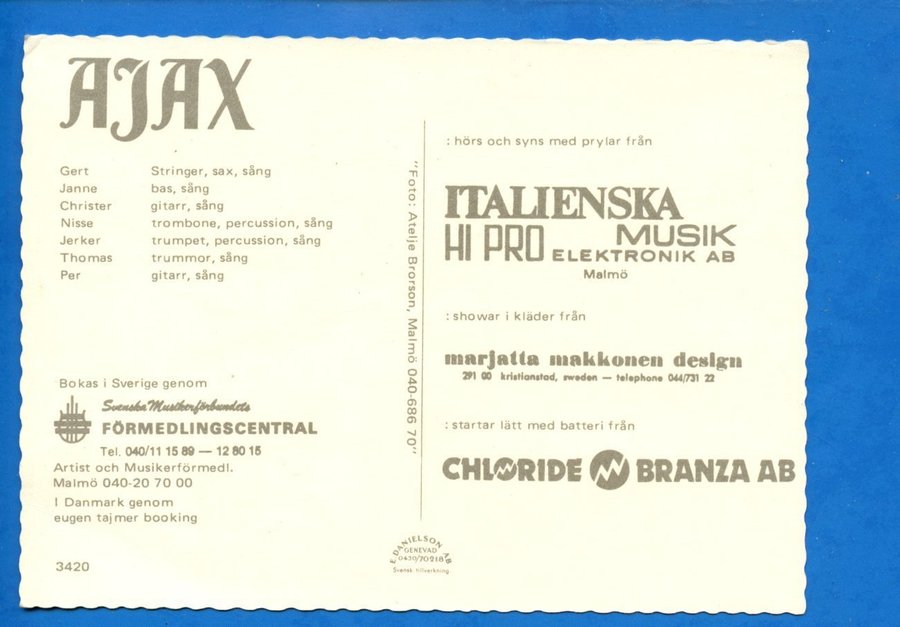 AJAX
Gert Stringer, sax, sång
Janne bas, sång
Christer gitarr, sång
Nisse trombone, percussion, sång
Jerker trumpet, percussion, sång
Thomas trummor, sång
Per gitarr, sång
Bokas i Sverige genom
Svenska Musikerförbundets
FÖRMEDLINGSCENTRAL
Tel. 040/11 15 89 — 12 80 15
Artist och Musikerförmedl.
Malmö 040-20 70 00
I Danmark genom
eugen tajmer booking
3420
"Foto: Atelje Brorson, Malmö 040-686 70"
: hörs och syns med prylar från
ITALIENSKA
HI PRO MUSIK
ELEKTRONIK AB
Malmö
: showar i kläder från
marjatta makkonen design
291 00 kristianstad, sweden — telephone 044/731 22
: startar lätt med batteri från
CHLORIDE BRANZA AB
E. DANIELSON AB
GENEVAD
0430/70218
Svensk tillverkning.